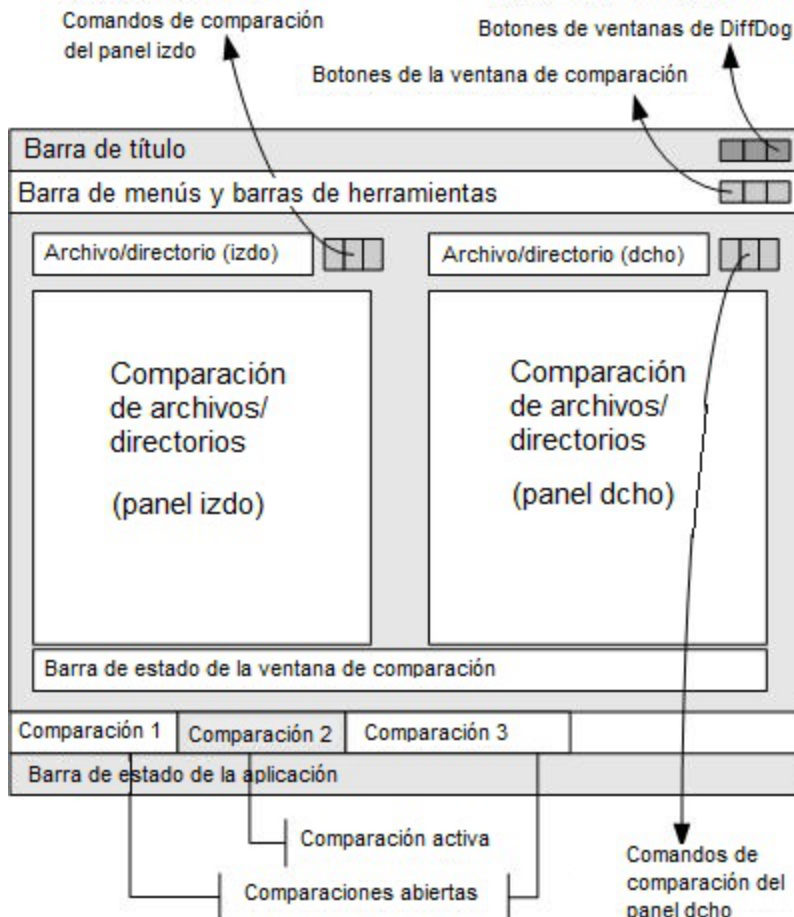 Comandos de comparación
del panel izdo
Botones de ventanas de DiffDog
Botones de la ventana de comparación
Barra de título
Barra de menús y barras de herramientas
Archivo/directorio (izdo)
Archivo/directorio (dcho)
Comparación
de archivos/
directorios
(panel izdo)
Comparación
de archivos/
directorios
(panel dcho)
Barra de estado de la ventana de comparación
Comparación 1
Comparación 2
Comparación 3
Barra de estado de la aplicación
Comparación activa
Comparaciones abiertas
Comandos de
comparación del
panel dcho